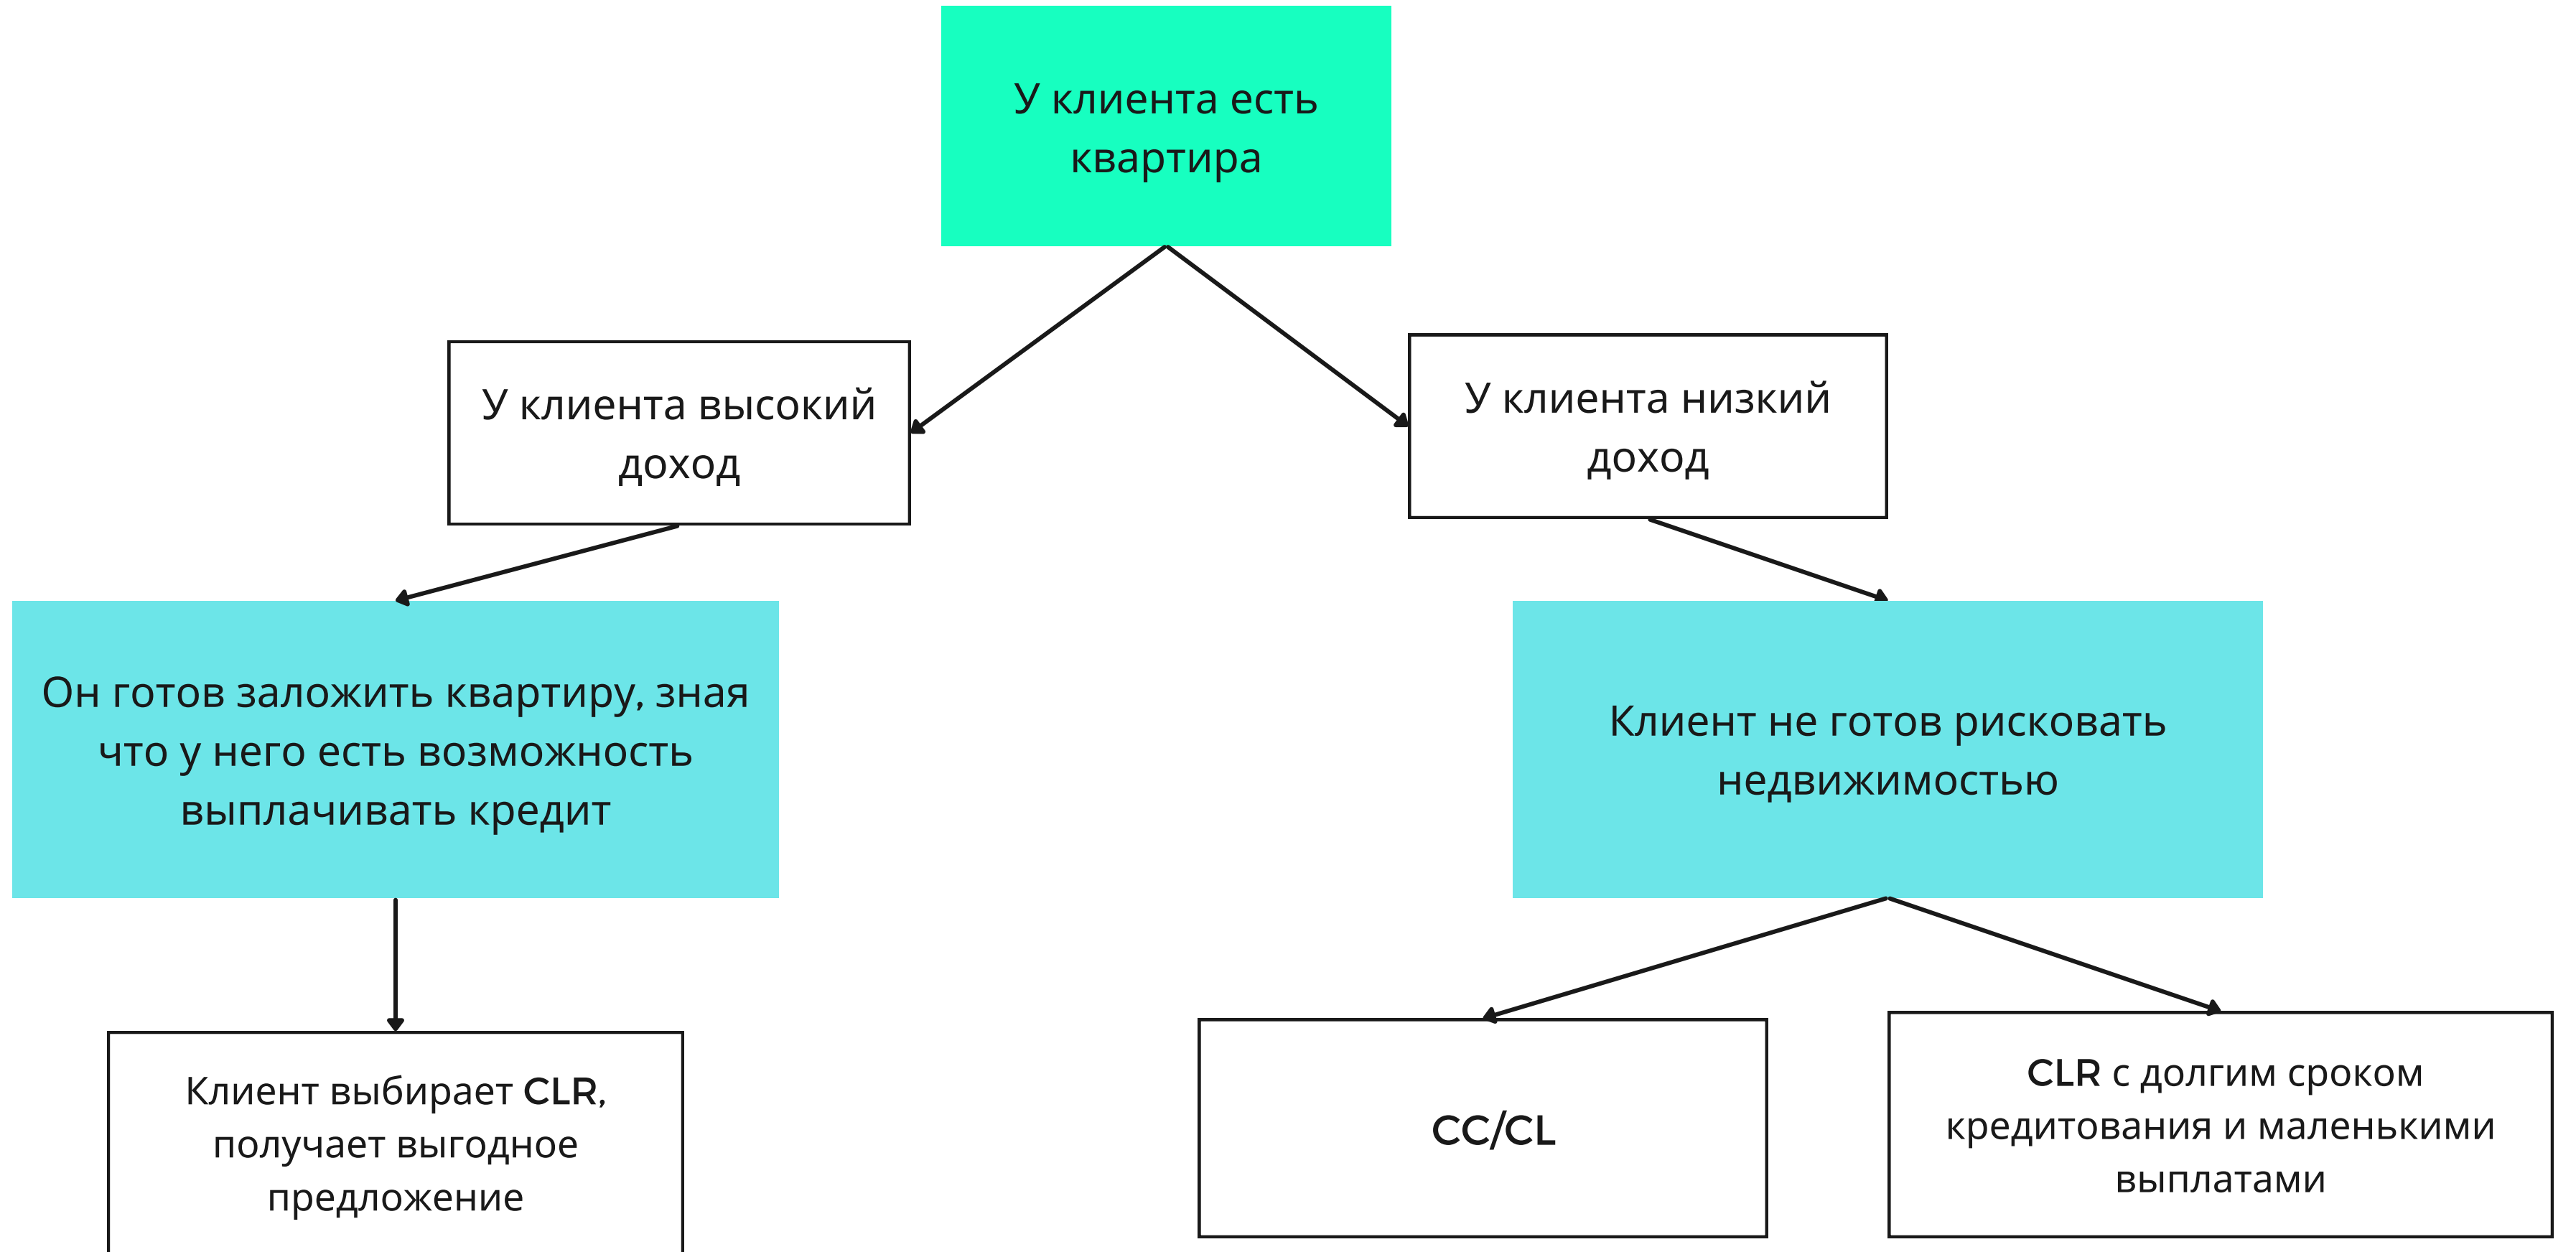 У клиента есть
квартира
У клиента высокий
доход
У клиента низкий
доход
Он готов заложить квартиру, зная
что у него есть возможность
выплачивать кредит
Клиент не готов рисковать
недвижимостью
Клиент выбирает CLR,
получает выгодное
предложение
CC/CL
CLR с долгим сроком
кредитования и маленькими
выплатами